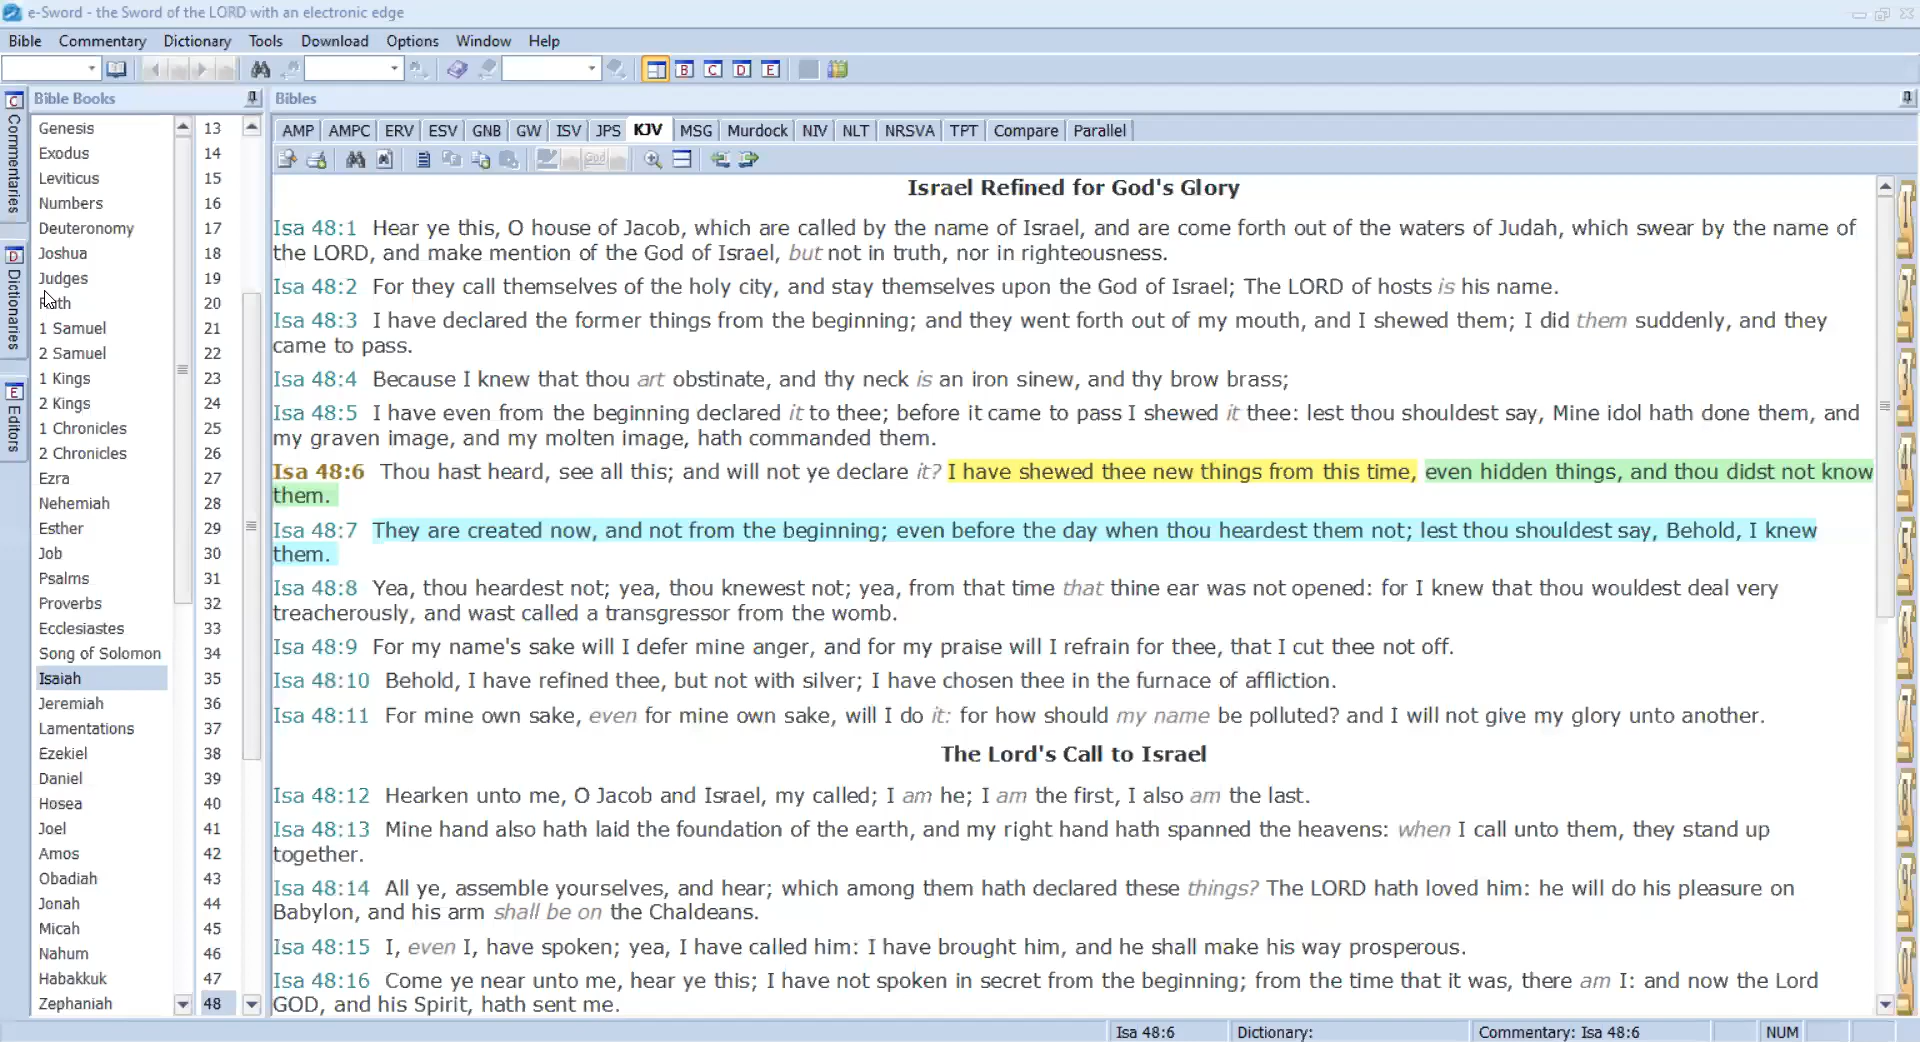 e-Sword - the Sword of the LORD with an electronic edge
Bible Commentary Dictionary Tools Download Options Window Help
B C D E
Bible Books
Bibles
C Commentaries
D Dictionaries
E Editors
Genesis 13
Exodus 14
Leviticus 15
Numbers 16
Deuteronomy 17
Joshua 18
Judges 19
20
1 Samuel 21
2 Samuel 22
1 Kings 23
2 Kings 24
1 Chronicles 25
2 Chronicles 26
Ezra 27
Nehemiah 28
Esther 29
Job 30
Psalms 31
Proverbs 32
Ecclesiastes 33
Song of Solomon 34
Isaiah 35
Jeremiah 36
Lamentations 37
Ezekiel 38
Daniel 39
Hosea 40
Joel 41
Amos 42
Obadiah 43
Jonah 44
Micah 45
Nahum 46
Habakkuk 47
Zephaniah 48
AMP AMPC ERV ESV GNB GW ISV JPS KJV MSG Murdock NIV NLT NRSVA TPT Compare Parallel
God
Israel Refined for God's Glory
Isa 48:1 Hear ye this, O house of Jacob, which are called by the name of Israel, and are come forth out of the waters of Judah, which swear by the name of
the LORD, and make mention of the God of Israel, but not in truth, nor in righteousness.
Isa 48:2 For they call themselves of the holy city, and stay themselves upon the God of Israel; The LORD of hosts is his name.
Isa 48:3 I have declared the former things from the beginning; and they went forth out of my mouth, and I shewed them; I did them suddenly, and they
came to pass.
Isa 48:4 Because I knew that thou art obstinate, and thy neck is an iron sinew, and thy brow brass;
Isa 48:5 I have even from the beginning declared it to thee; before it came to pass I shewed it thee: lest thou shouldest say, Mine idol hath done them, and
my graven image, and my molten image, hath commanded them.
Isa 48:6 Thou hast heard, see all this; and will not ye declare it? I have shewed thee new things from this time, even hidden things, and thou didst not know
them.
Isa 48:7 They are created now, and not from the beginning; even before the day when thou heardest them not; lest thou shouldest say, Behold, I knew
them.
Isa 48:8 Yea, thou heardest not; yea, thou knewest not; yea, from that time that thine ear was not opened: for I knew that thou wouldest deal very
treacherously, and wast called a transgressor from the womb.
Isa 48:9 For my name's sake will I defer mine anger, and for my praise will I refrain for thee, that I cut thee not off.
Isa 48:10 Behold, I have refined thee, but not with silver; I have chosen thee in the furnace of affliction.
Isa 48:11 For mine own sake, even for mine own sake, will I do it: for how should my name be polluted? and I will not give my glory unto another.
The Lord's Call to Israel
Isa 48:12 Hearken unto me, O Jacob and Israel, my called; I am he; I am the first, I also am the last.
Isa 48:13 Mine hand also hath laid the foundation of the earth, and my right hand hath spanned the heavens: when I call unto them, they stand up
together.
Isa 48:14 All ye, assemble yourselves, and hear; which among them hath declared these things? The LORD hath loved him: he will do his pleasure on
Babylon, and his arm shall be on the Chaldeans.
Isa 48:15 I, even I, have spoken; yea, I have called him: I have brought him, and he shall make his way prosperous.
Isa 48:16 Come ye near unto me, hear ye this; I have not spoken in secret from the beginning; from the time that it was, there am I: and now the Lord
GOD, and his Spirit, hath sent me.
Isa 48:6 Dictionary: Commentary: Isa 48:6 NUM